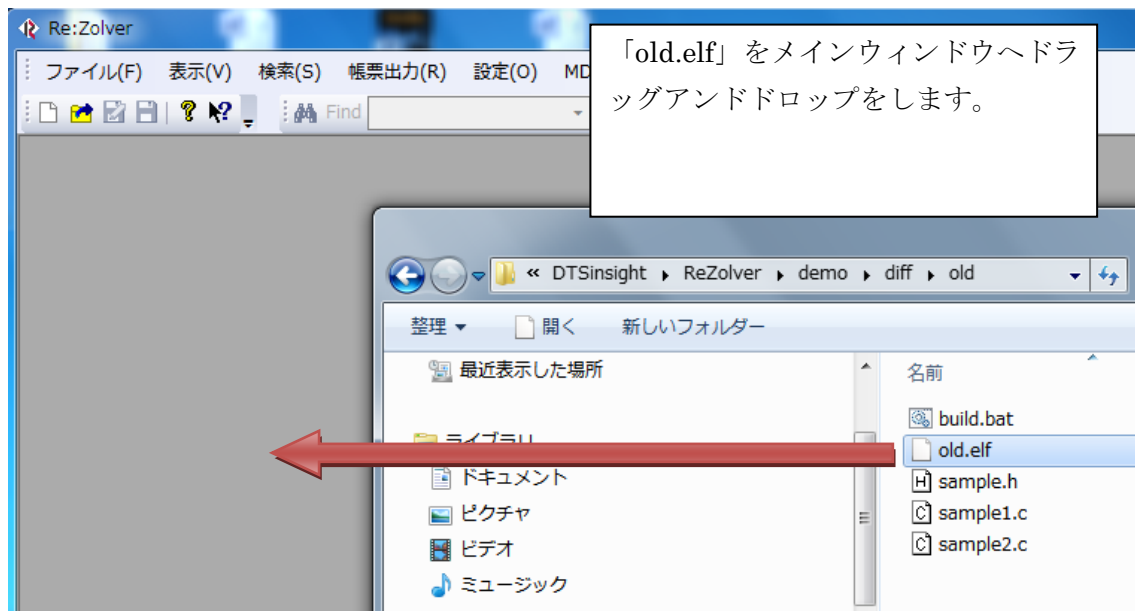 Re:Zolver
「old.elf」をメインウィンドウへドラ
ッグアンドドロップをします。
ファイル(F) 表示(V) 検索(S) 帳票出力(R) 設定(O)
Find
« DTSinsight ▸ ReZolver ▸ demo ▸ diff ▸ old
整理 ▼ 開く 新しいフォルダー
最近表示した場所
名前
build.bat
ライブラリ
old.elf
ドキュメント
sample.h
ピクチャ
sample1.c
ビデオ
sample2.c
ミュージック